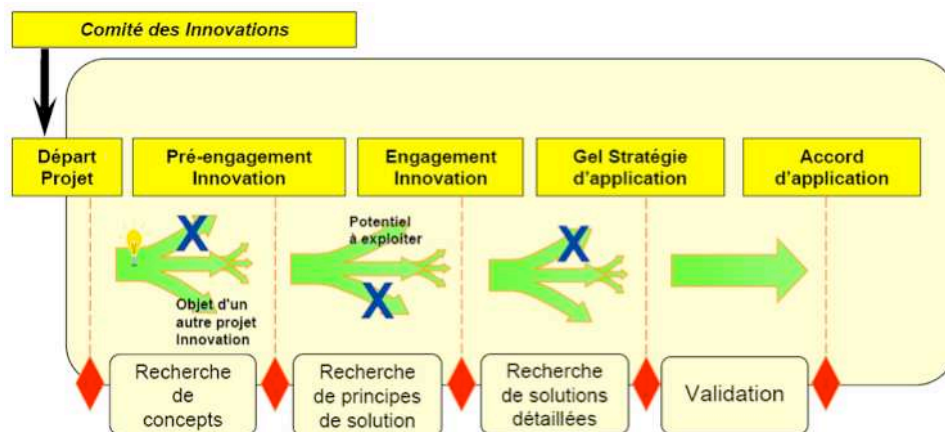 Comité des Innovations
Départ
Projet
Pré-engagement
Innovation
Engagement
Innovation
Gel Stratégie
d'application
Accord
d'application
Potentiel
à exploiter
Objet d'un
autre projet
Innovation
Recherche
de
concepts
Recherche
de principes
de solution
Recherche
de solutions
détaillées
Validation